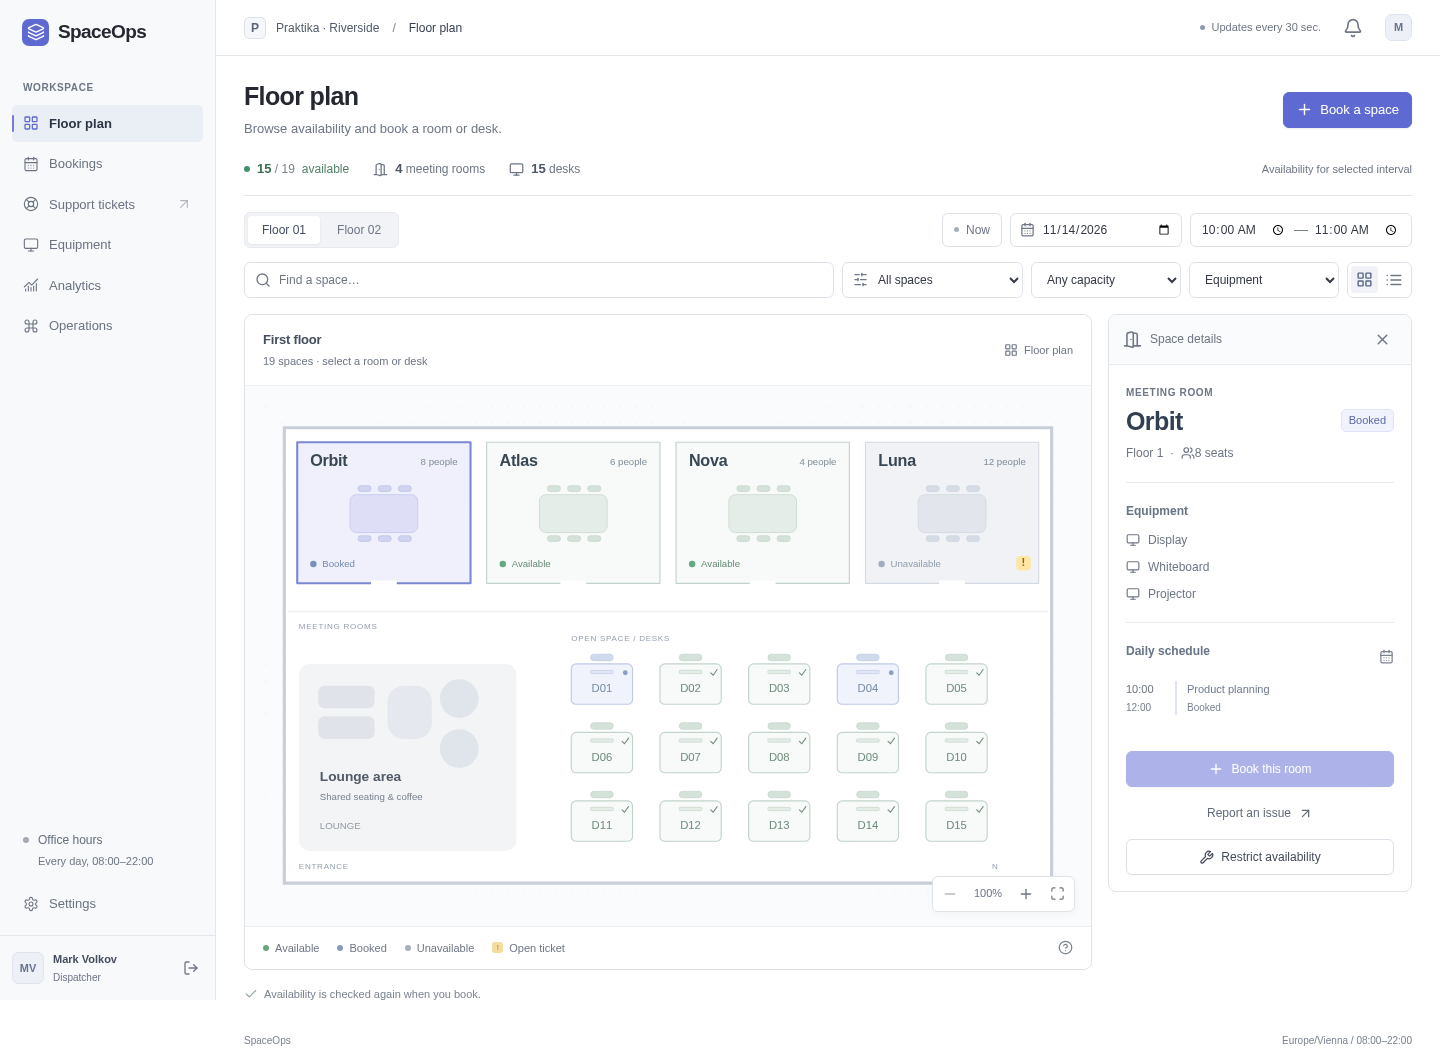 SpaceOps
WORKSPACE
Floor plan
Bookings
Support tickets
Equipment
Analytics
Operations
Office hours
Every day, 08:00–22:00
Settings
MV
Mark Volkov
Dispatcher
P Praktika · Riverside / Floor plan
Updates every 30 sec.
M
Floor plan
Browse availability and book a room or desk.
Book a space
15 / 19 available
4 meeting rooms
15 desks
Availability for selected interval
Floor 01
Floor 02
Now
11/14/2026
10:00 AM — 11:00 AM
Find a space…
All spaces
Any capacity
Equipment
First floor
19 spaces · select a room or desk
Floor plan
Orbit
8 people
Booked
Atlas
6 people
Available
Nova
4 people
Available
Luna
12 people
Unavailable
!
MEETING ROOMS
OPEN SPACE / DESKS
D01 D02 D03 D04 D05
D06 D07 D08 D09 D10
D11 D12 D13 D14 D15
Lounge area
Shared seating & coffee
LOUNGE
ENTRANCE
N
100%
Available
Booked
Unavailable
! Open ticket
Availability is checked again when you book.
Space details
MEETING ROOM
Orbit
Booked
Floor 1 · 8 seats
Equipment
Display
Whiteboard
Projector
Daily schedule
10:00 Product planning
12:00 Booked
Book this room
Report an issue
Restrict availability
SpaceOps
Europe/Vienna / 08:00–22:00